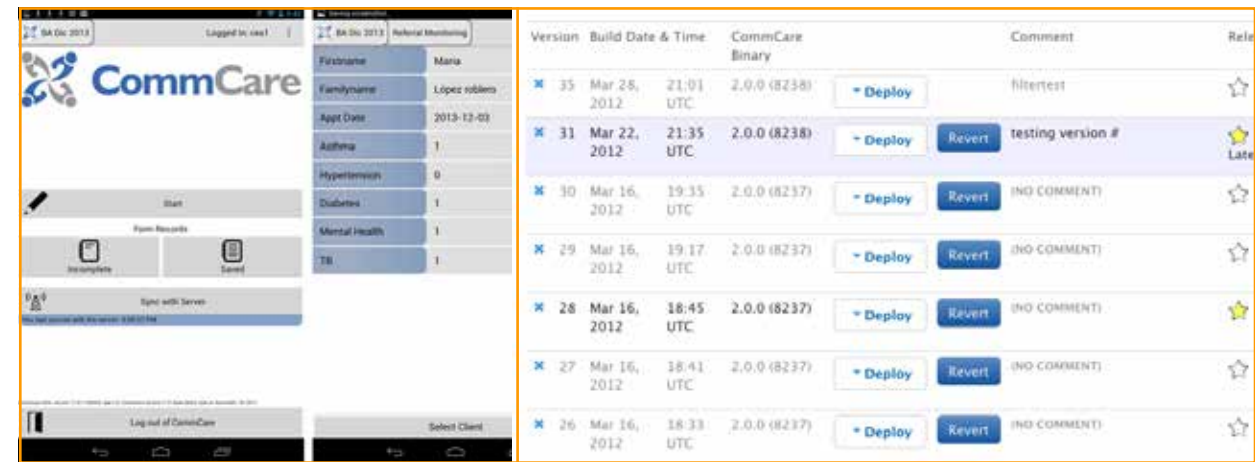 BA Dic 2013
Logged In: cas1
CommCare
Start
Form Records
Incomplete
Saved
Sync with Server
Log out of CommCare
Saving screenshot...
BA Dic 2013 Referral Monitoring
Firstname Maria
Familyname López roblero
Appt Date 2013-12-03
Asthma 1
Hypertension 0
Diabetes 1
Mental Health 1
TB 1
Select Client
Version Build Date & Time CommCare Comment Rele
Binary
35 Mar 28, 21:01 2.0.0 (8238) Deploy filtertest
2012 UTC
31 Mar 22, 21:35 2.0.0 (8238) Deploy Revert testing version #
2012 UTC Late
30 Mar 16, 19:35 2.0.0 (8237) Deploy Revert (NO COMMENT)
2012 UTC
29 Mar 16, 19:17 2.0.0 (8237) Deploy Revert (NO COMMENT)
2012 UTC
28 Mar 16, 18:45 2.0.0 (8237) Deploy Revert (NO COMMENT)
2012 UTC
27 Mar 16, 18:41 2.0.0 (8237) Deploy Revert (NO COMMENT)
2012 UTC
26 Mar 16, 18:33 2.0.0 (8237) Deploy Revert (NO COMMENT)
2012 UTC